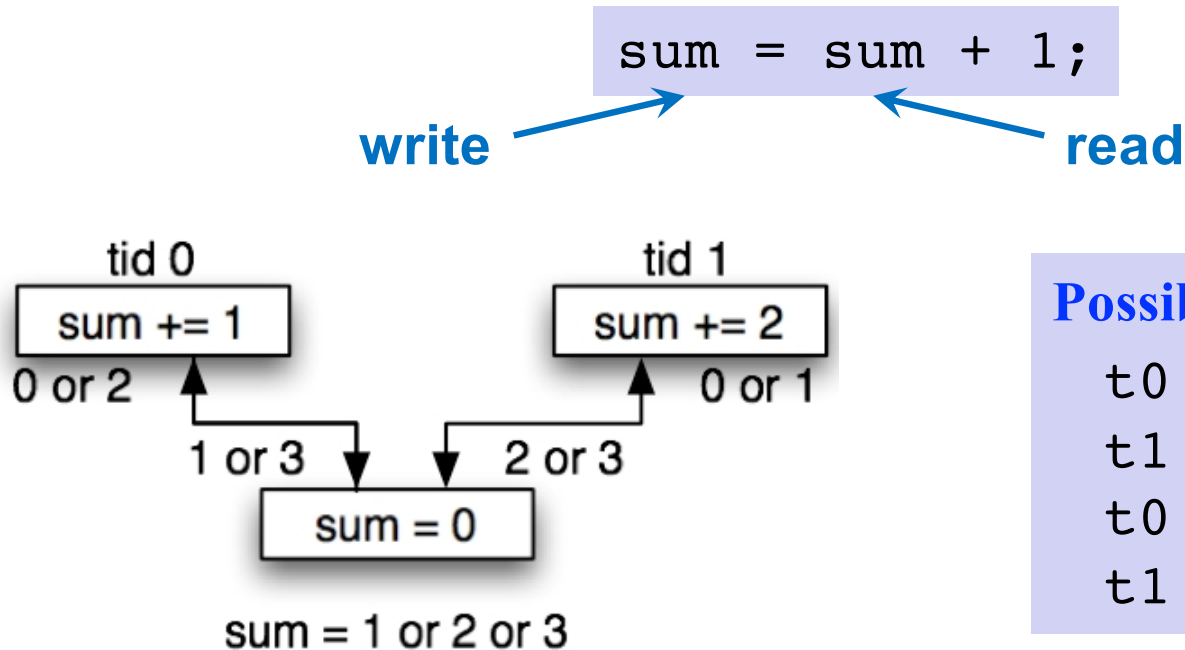 sum = sum + 1;
write
read
tid 0
tid 1
sum += 1
sum += 2
0 or 2
0 or 1
1 or 3
2 or 3
sum = 0
sum = 1 or 2 or 3
t0
t1
t0
t1